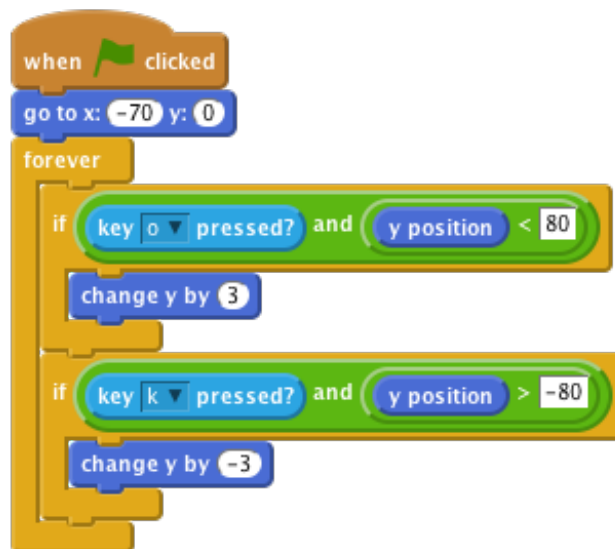 when clicked
go to x: -70 y: 0
forever
if key o pressed? and y position < 80
change y by 3
if key k pressed? and y position > -80
change y by -3